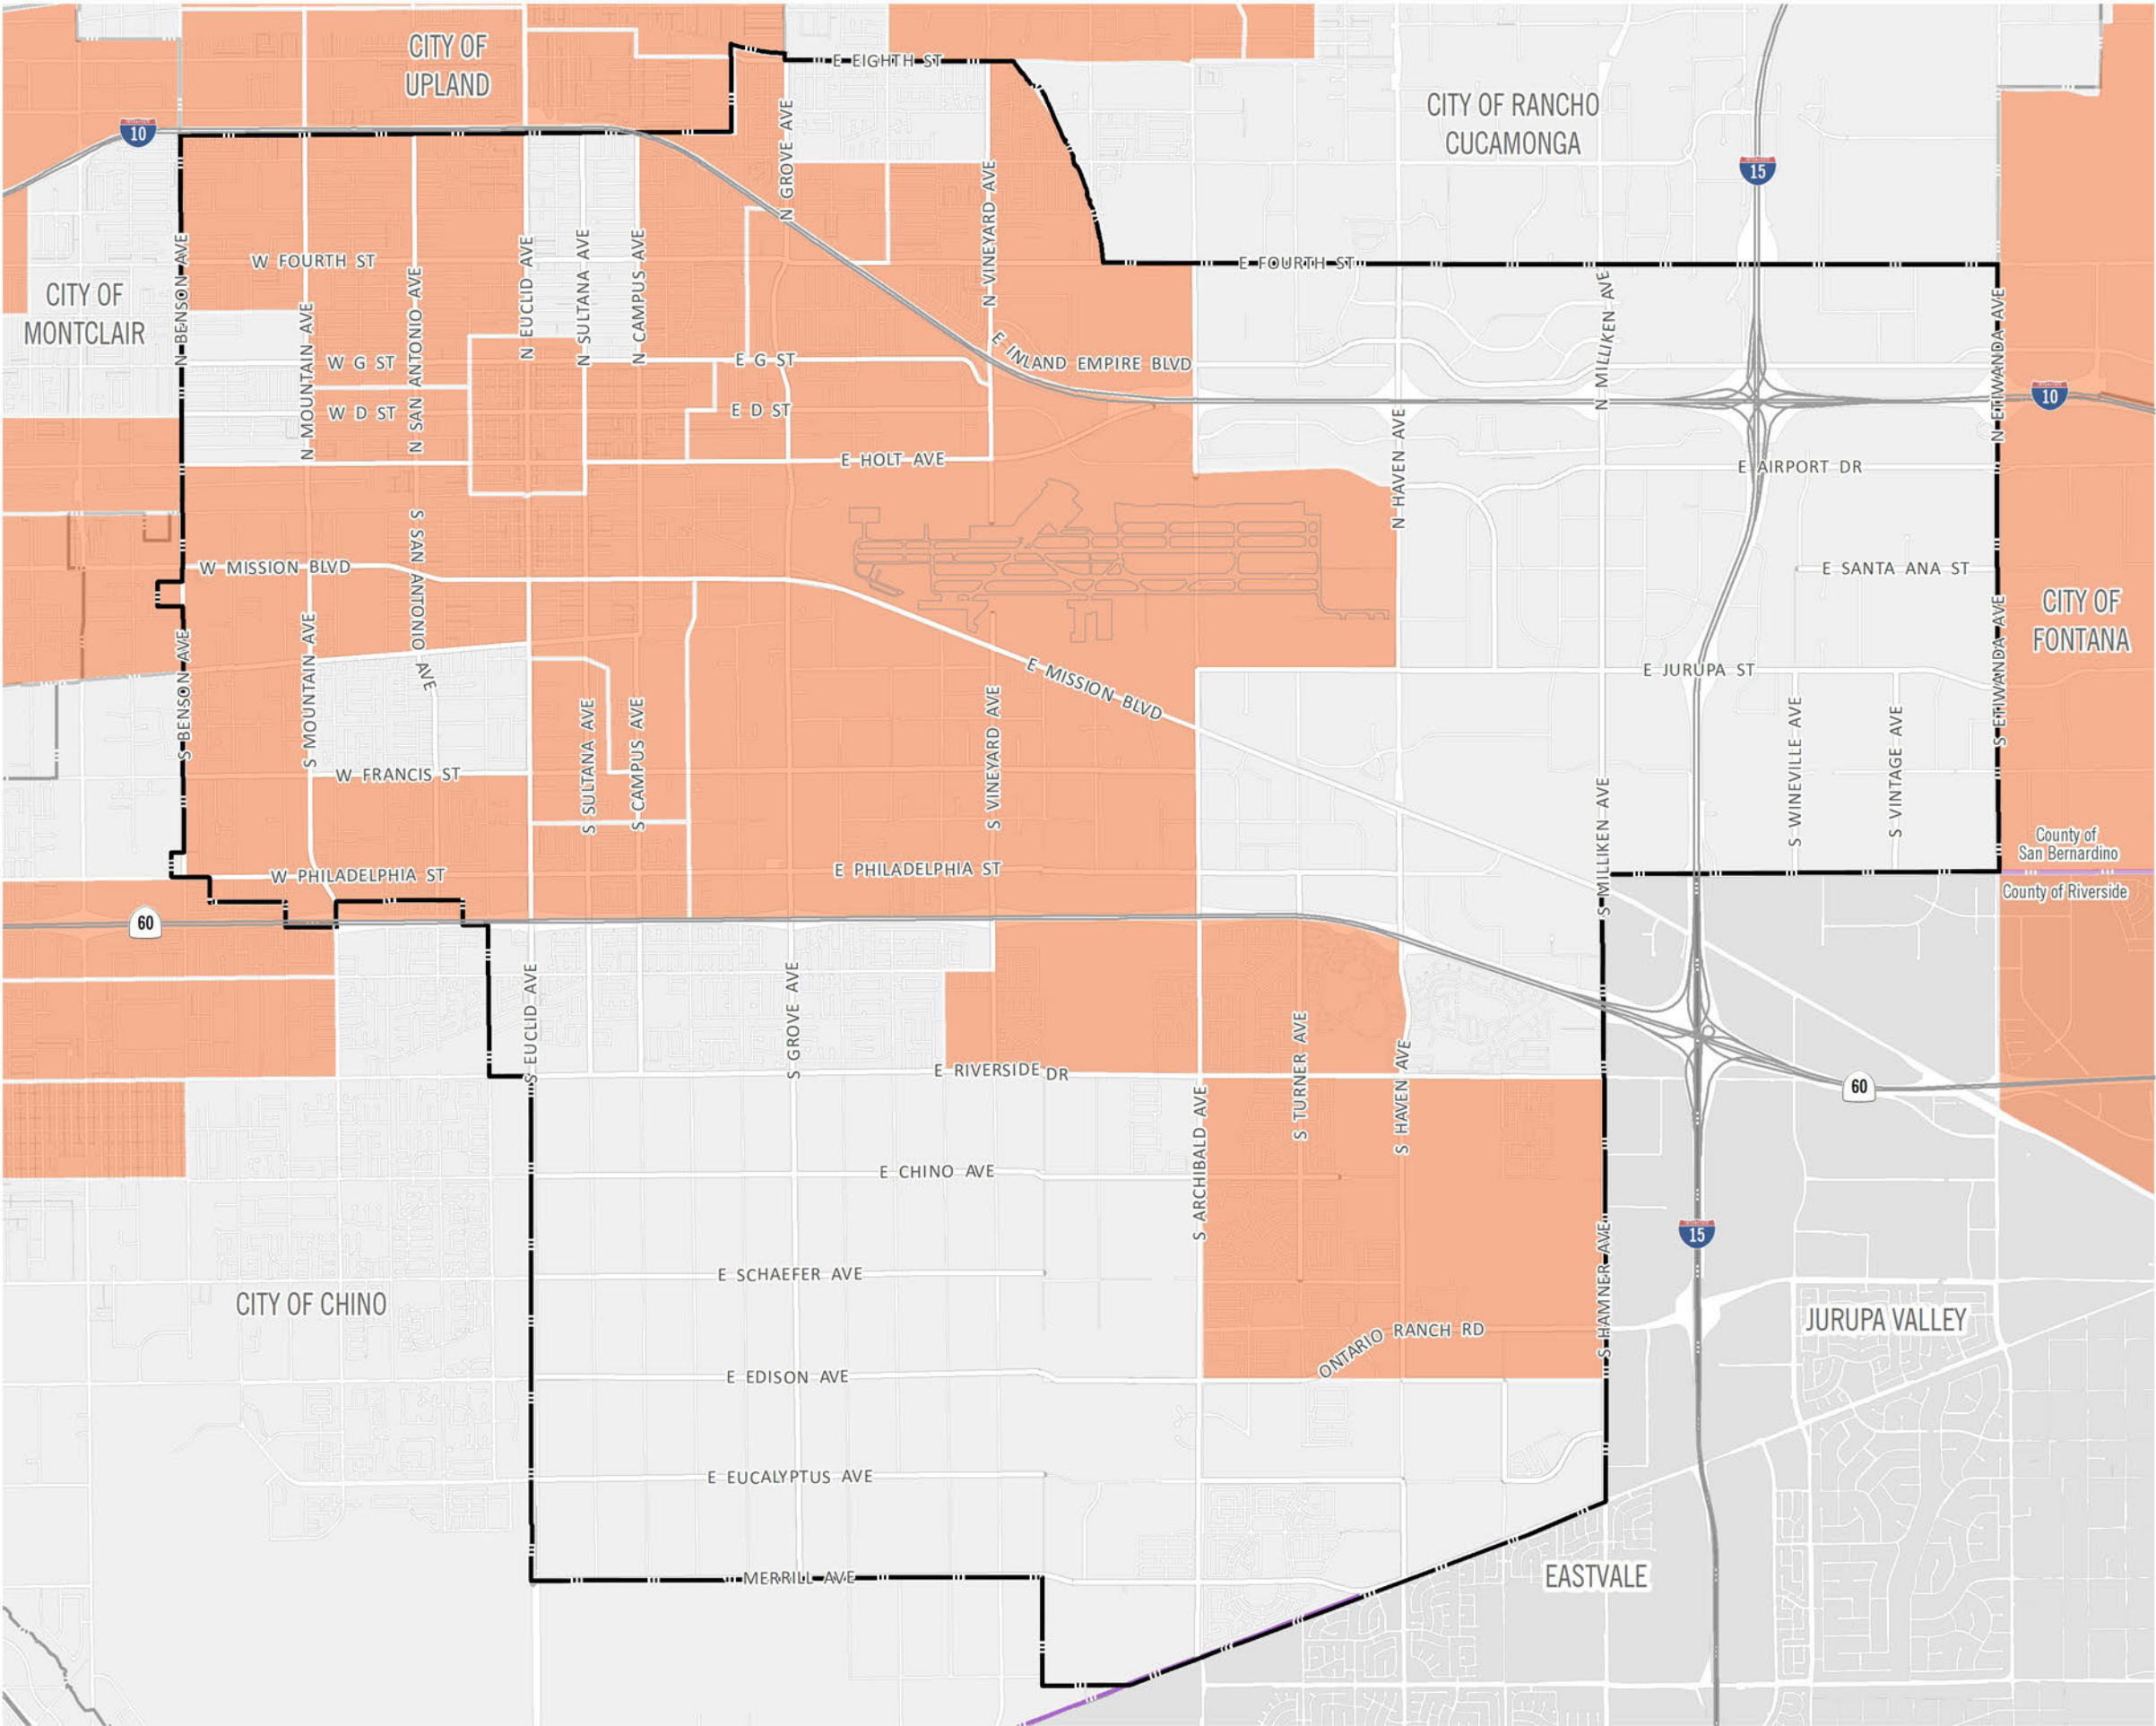 CITY OF
UPLAND
E EIGHTH ST
CITY OF RANCHO
CUCAMONGA
10
15
N GROVE AVE
N VINEYARD AVE
N BENSON AVE
W FOURTH ST
E FOURTH ST
CITY OF
MONTCLAIR
N MOUNTAIN AVE
N SAN ANTONIO AVE
N EUCLID AVE
N SULTANA AVE
N CAMPUS AVE
N MILLIKEN AVE
N ETIWANDA AVE
W G ST
E G ST
E INLAND EMPIRE BLVD
10
W D ST
E D ST
N HAVEN AVE
E HOLT AVE
E AIRPORT DR
W MISSION BLVD
S SAN ANTONIO AVE
E SANTA ANA ST
CITY OF
FONTANA
S BENSON AVE
S MOUNTAIN AVE
E MISSION BLVD
E JURUPA ST
S ETIWANDA AVE
S SULTANA AVE
S CAMPUS AVE
S VINEYARD AVE
S WINEVILLE AVE
S VINTAGE AVE
W FRANCIS ST
S MILLIKEN AVE
County of
San Bernardino
W PHILADELPHIA ST
E PHILADELPHIA ST
County of Riverside
60
S EUCLID AVE
S GROVE AVE
E RIVERSIDE DR
S TURNER AVE
S HAVEN AVE
60
S ARCHIBALD AVE
E CHINO AVE
15
S HAMNER AVE
E SCHAEFER AVE
CITY OF CHINO
JURUPA VALLEY
ONTARIO RANCH RD
E EDISON AVE
E EUCALYPTUS AVE
MERRILL AVE
EASTVALE